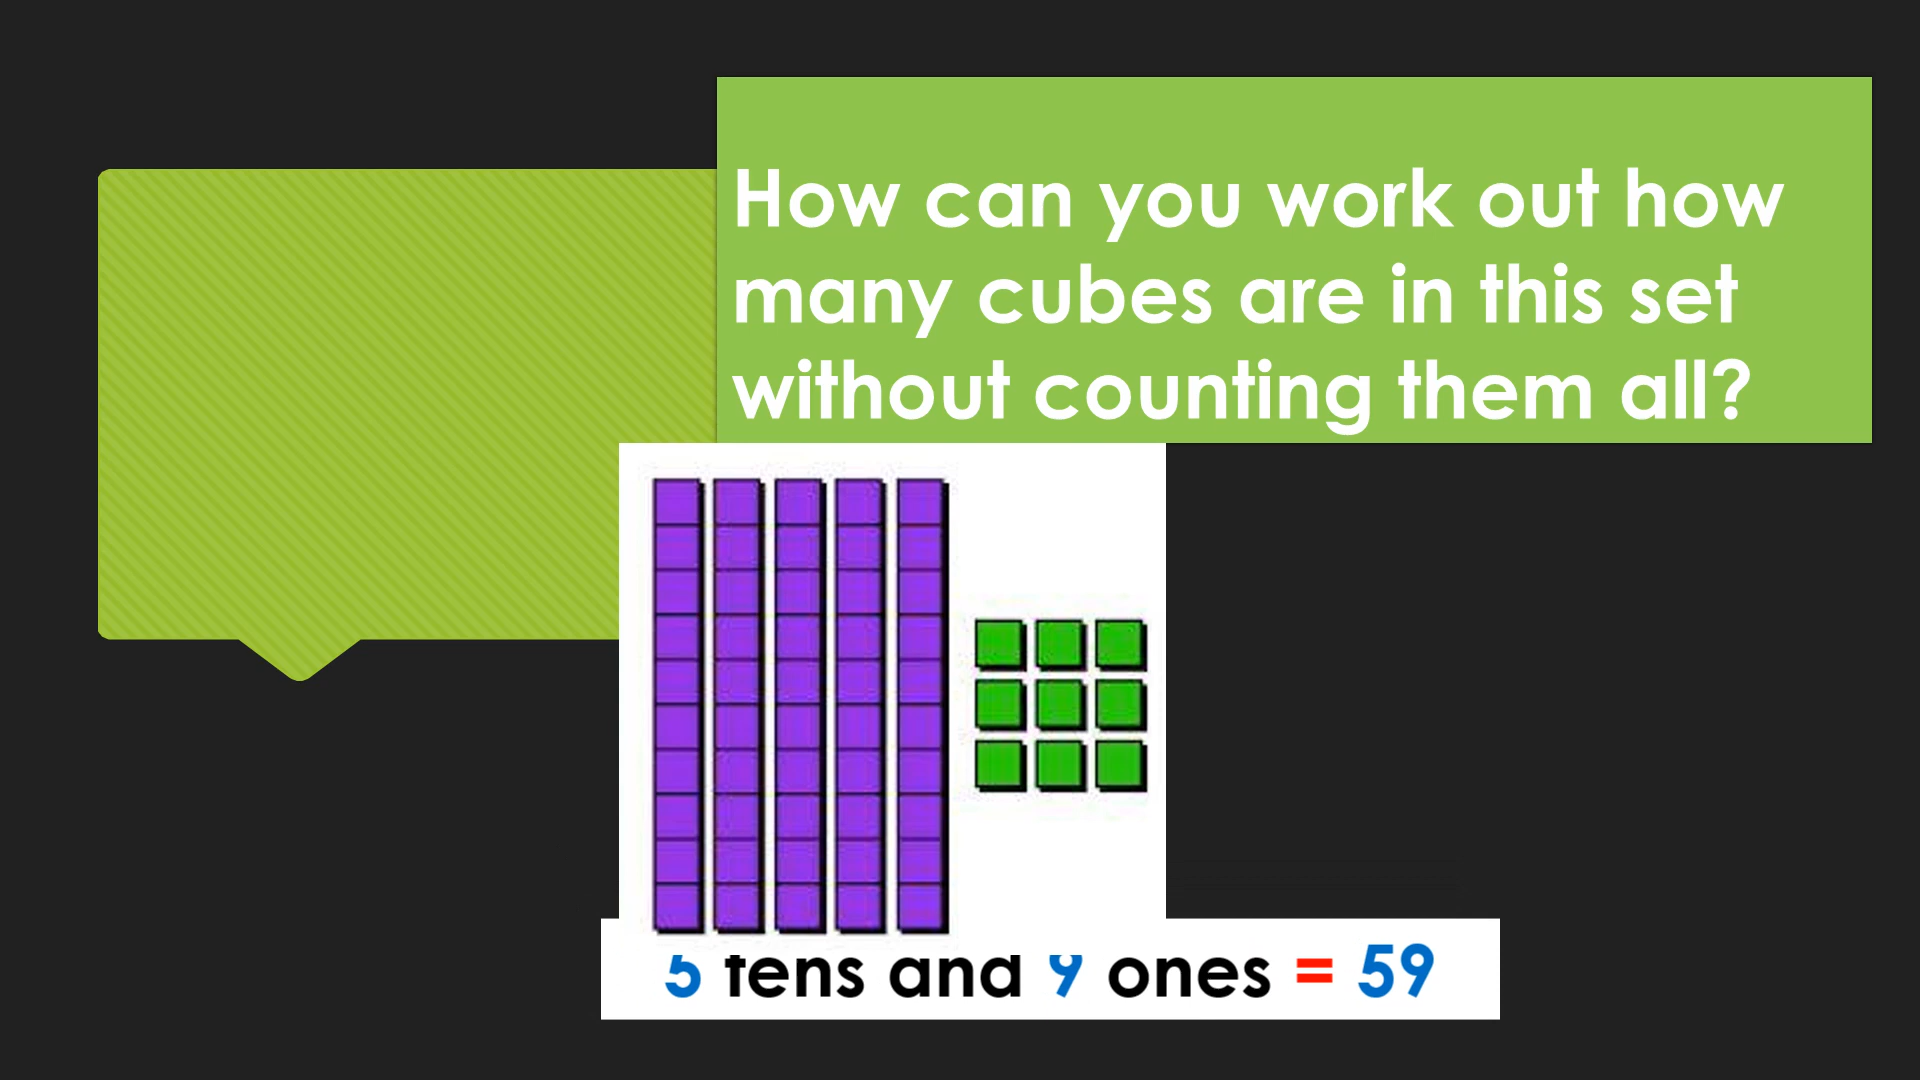 How can you work out how
many cubes are in this set
without counting them all?
5 tens and 9 ones = 59